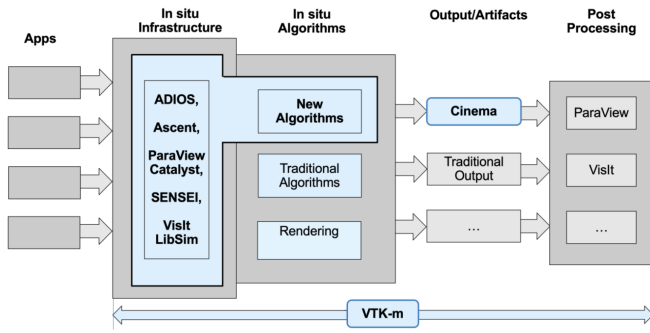 Apps
In situ
Infrastructure
In situ
Algorithms
Output/Artifacts
Post
Processing
ADIOS,
Ascent,
ParaView
Catalyst,
SENSEI,
VisIt
LibSim
New
Algorithms
Traditional
Algorithms
Rendering
Cinema
Traditional
Output
...
ParaView
VisIt
...
VTK-m